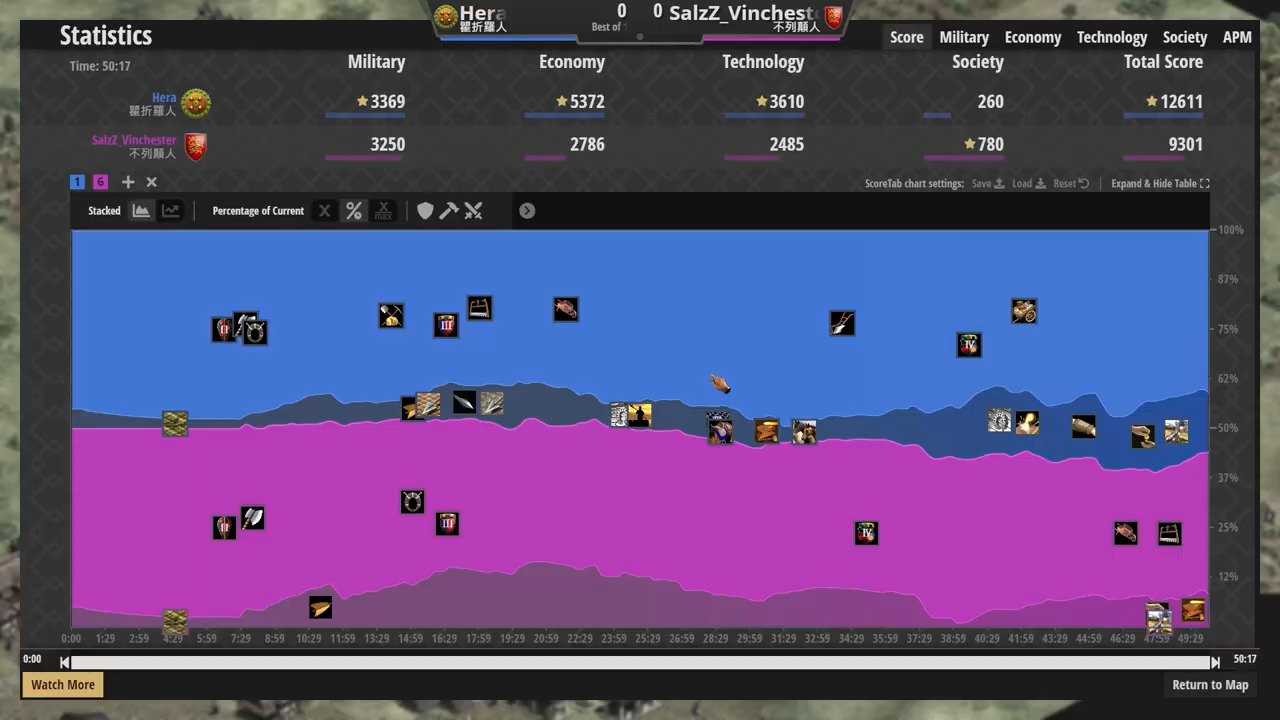 Hera 0 0 SalzZ_Vinchest
瞿折羅人 Best of 不列顛人
Statistics
Score Military Economy Technology Society APM
Time: 50:17 Military Economy Technology Society Total Score
Hera
瞿折羅人
3369 5372 3610 260 12611
SalzZ_Vinchester
不列顛人
3250 2786 2485 780 9301
1 6 + ×
ScoreTab chart settings: Save Load Reset Expand & Hide Table
Stacked Percentage of Current X % X/max
100%
87%
75%
62%
50%
37%
25%
12%
0:00 1:29 2:59 4:29 5:59 7:29 8:59 10:29 11:59 13:29 14:59 16:29 17:59 19:29 20:59 22:29 23:59 25:29 26:59 28:29 29:59 31:29 32:59 34:29 35:59 37:29 38:59 40:29 41:59 43:29 44:59 46:29 47:59 49:29
0:00 50:17
Watch More Return to Map